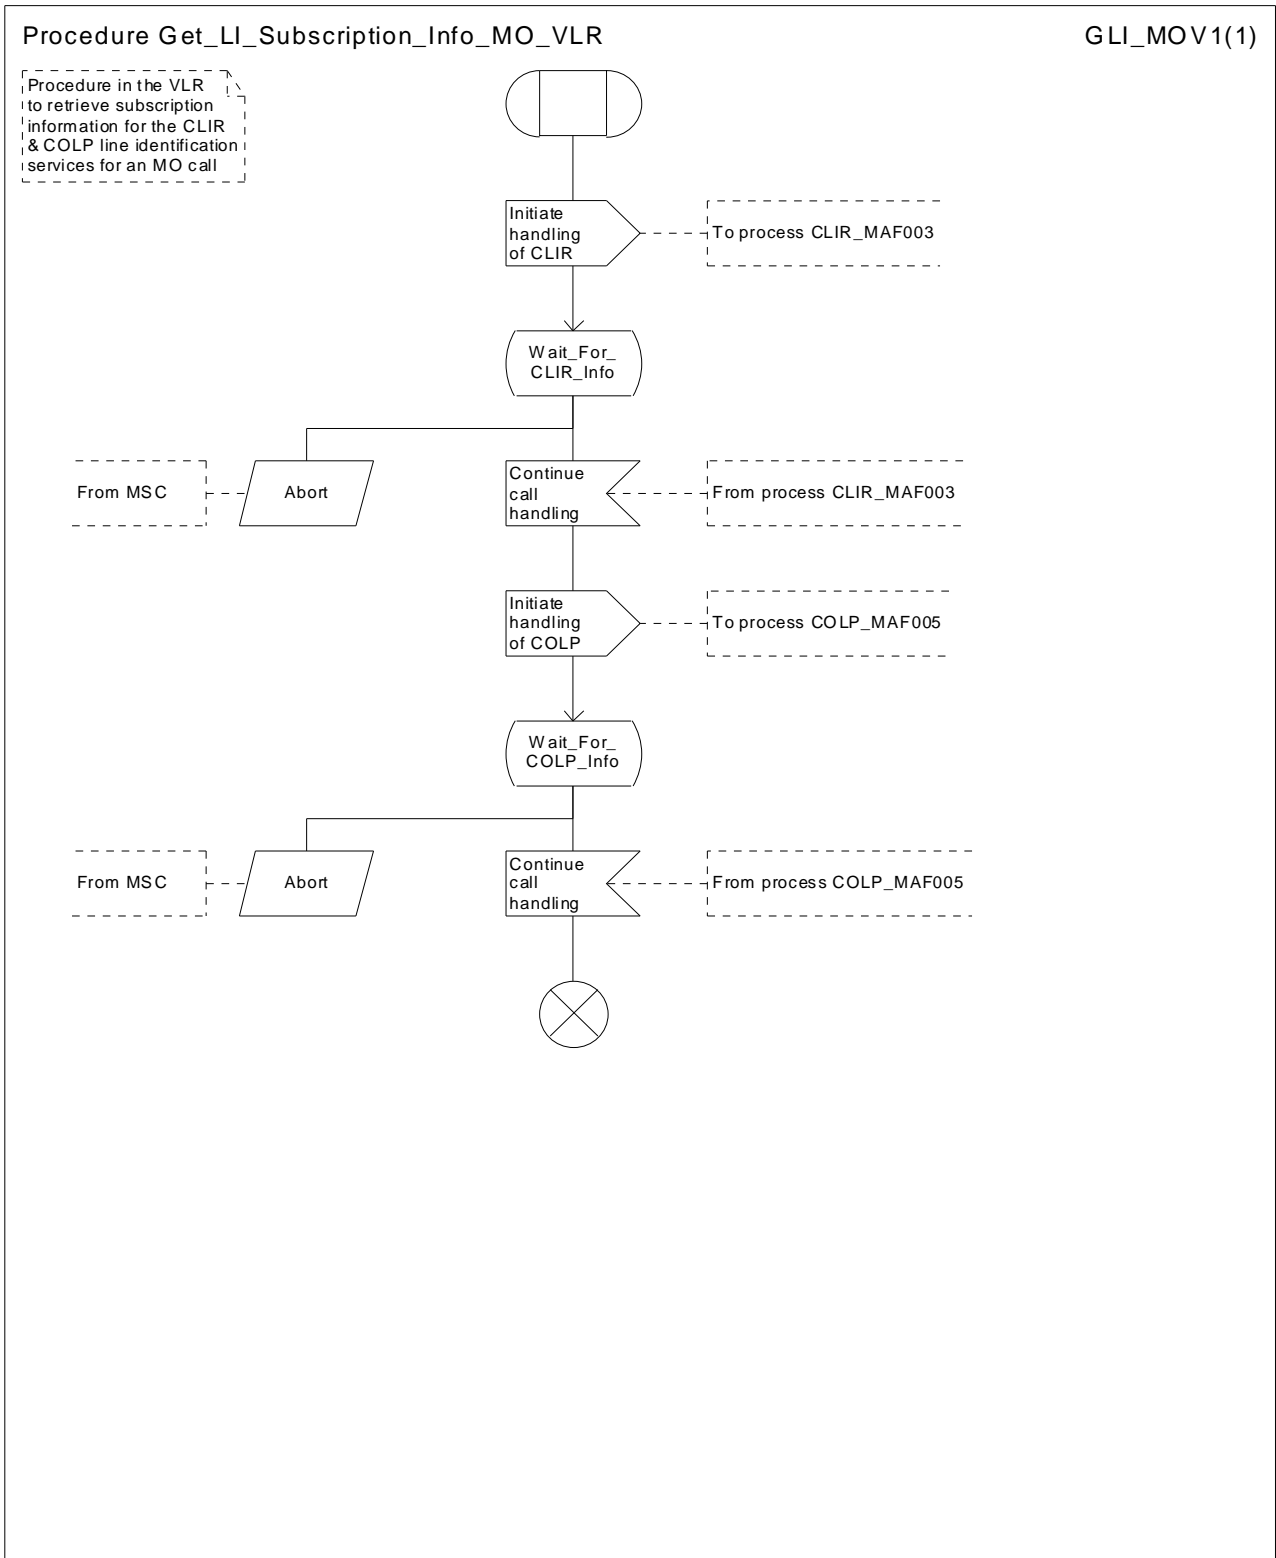 Procedure Get_LI_Subscription_Info_MO_VLR
GLI_MOV1(1)
Procedure in the VLR
to retrieve subscription
information for the CLIR
& COLP line identification
services for an MO call
Initiate
handling
of CLIR
To process CLIR_MAF003
Wait_For_
CLIR_Info
From MSC
Abort
Continue
call
handling
From process CLIR_MAF003
Initiate
handling
of COLP
To process COLP_MAF005
Wait_For_
COLP_Info
From MSC
Abort
Continue
call
handling
From process COLP_MAF005